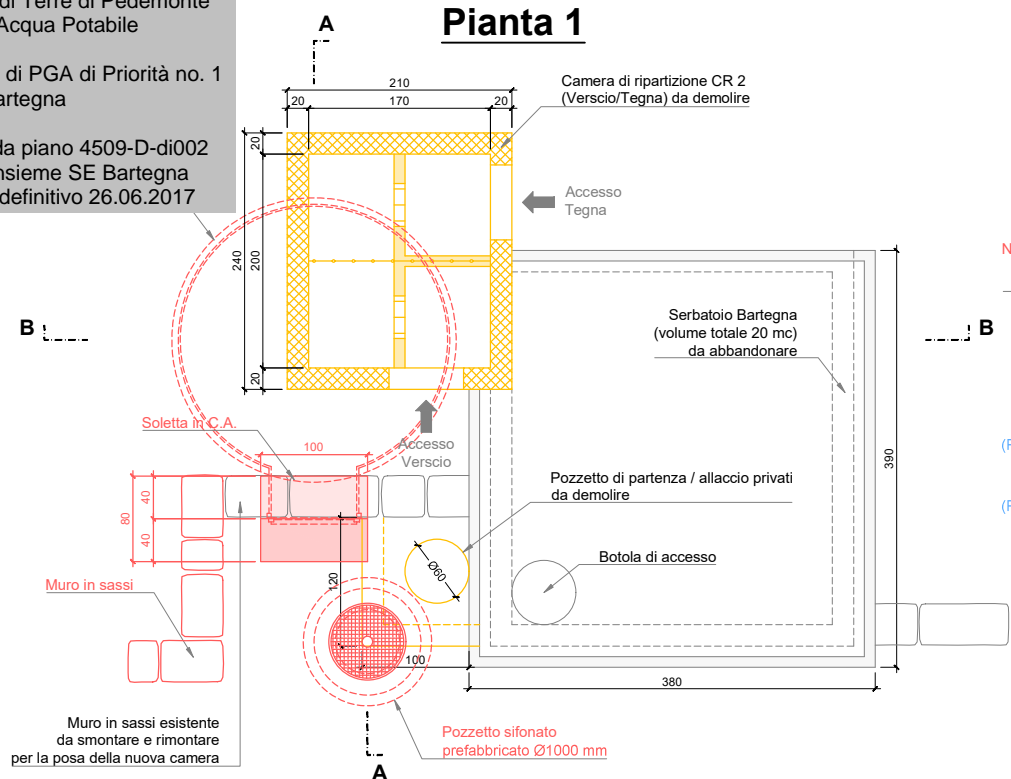 di Terre di Pedemonte
Acqua Potabile
di PGA di Priorità no. 1
artegna
da piano 4509-D-di002
nsieme SE Bartegna
definitivo 26.06.2017
Pianta 1
A
210
20
170
20
Camera di ripartizione CR 2
(Verscio/Tegna) da demolire
20
240
200
20
Accesso
Tegna
N
B
B
Serbatoio Bartegna
(volume totale 20 mc)
da abbandonare
390
Accesso
Verscio
Soletta in C.A.
100
40
80
40
(F
(F
Pozzetto di partenza / allaccio privati
da demolire
Ø60
120
Botola di accesso
Muro in sassi
100
380
Muro in sassi esistente
da smontare e rimontare
per la posa della nuova camera
Pozzetto sifonato
prefabbricato Ø1000 mm
A